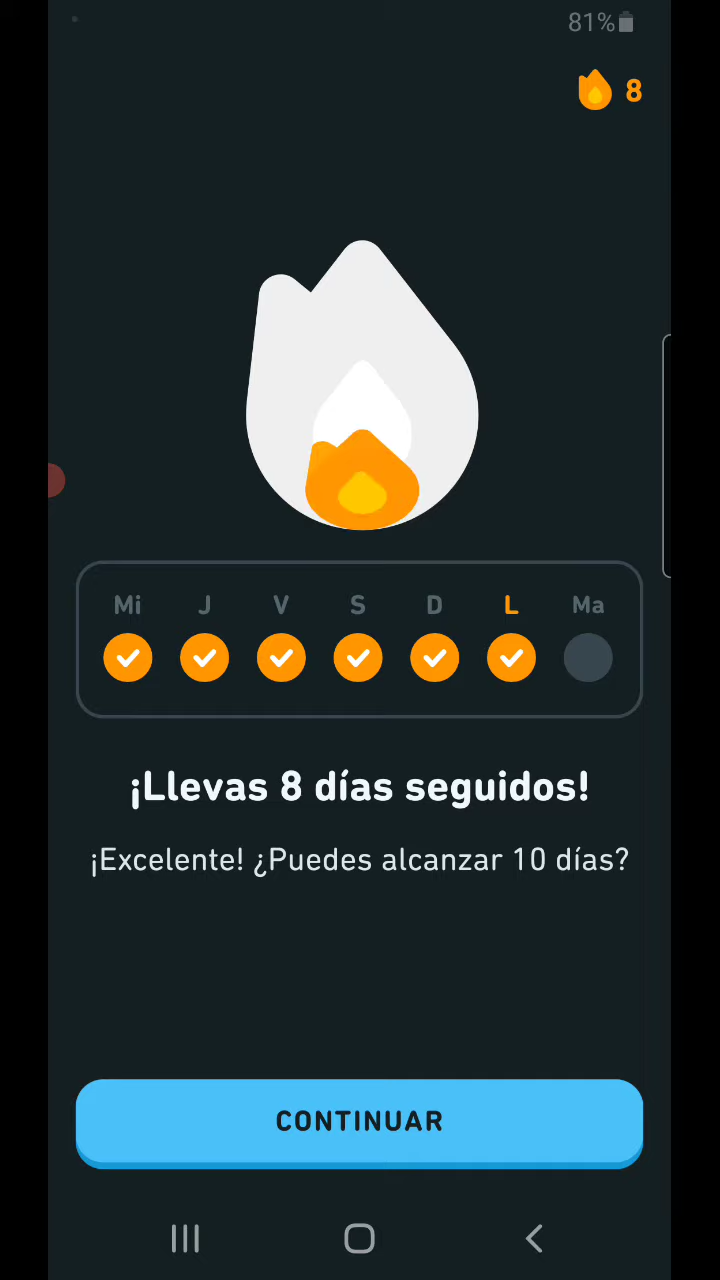 81%
8
Mi J V S D L Ma
¡Llevas 8 días seguidos!
¡Excelente! ¿Puedes alcanzar 10 días?
CONTINUAR